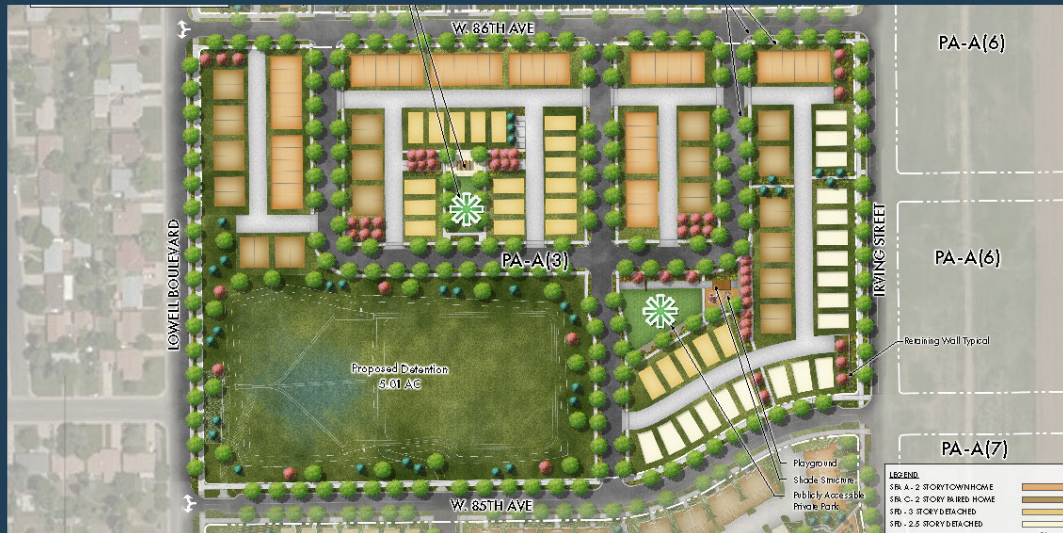 W. 86TH AVE
PA-A(6)
LOWELL BOULEVARD
IRVING STREET
PA-A(3)
PA-A(6)
Retaining Wall Typical
Proposed Detention
5.01 AC
PA-A(7)
Playground
Shade Structure
Publicly Accessible
Private Park
W. 85TH AVE
LEGEND
SFA A - 2 STORY TOWNHOME
SFA C - 2 STORY PAIRED HOME
SFD - 3 STORY DETACHED
SFD - 2.5 STORY DETACHED